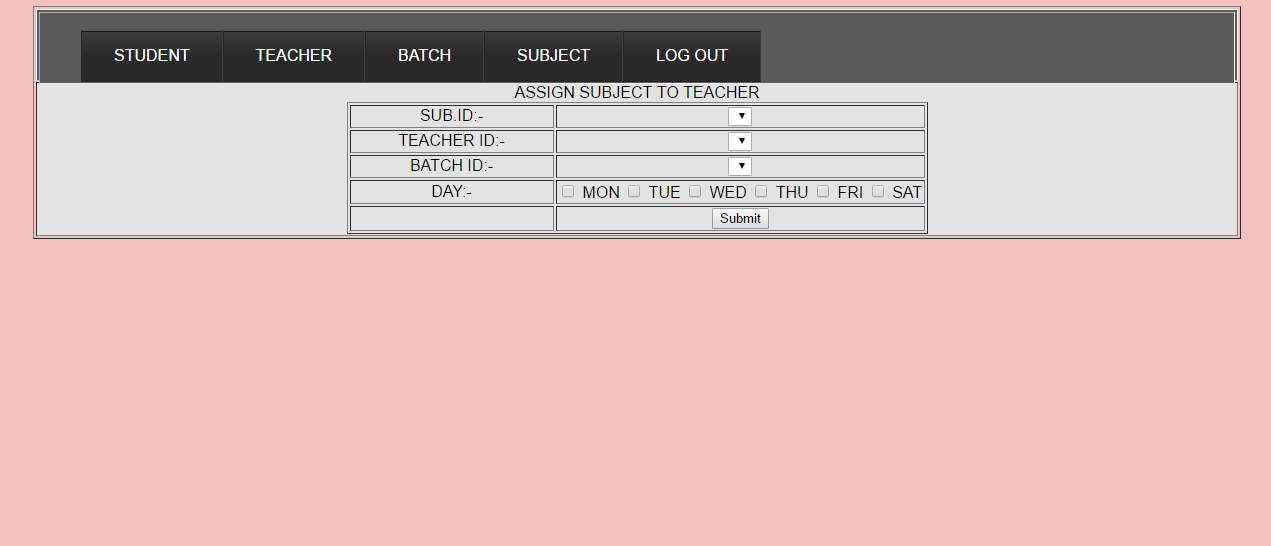 STUDENT TEACHER BATCH SUBJECT LOG OUT
ASSIGN SUBJECT TO TEACHER
SUB.ID:-
TEACHER ID:-
BATCH ID:-
DAY:- MON TUE WED THU FRI SAT
Submit